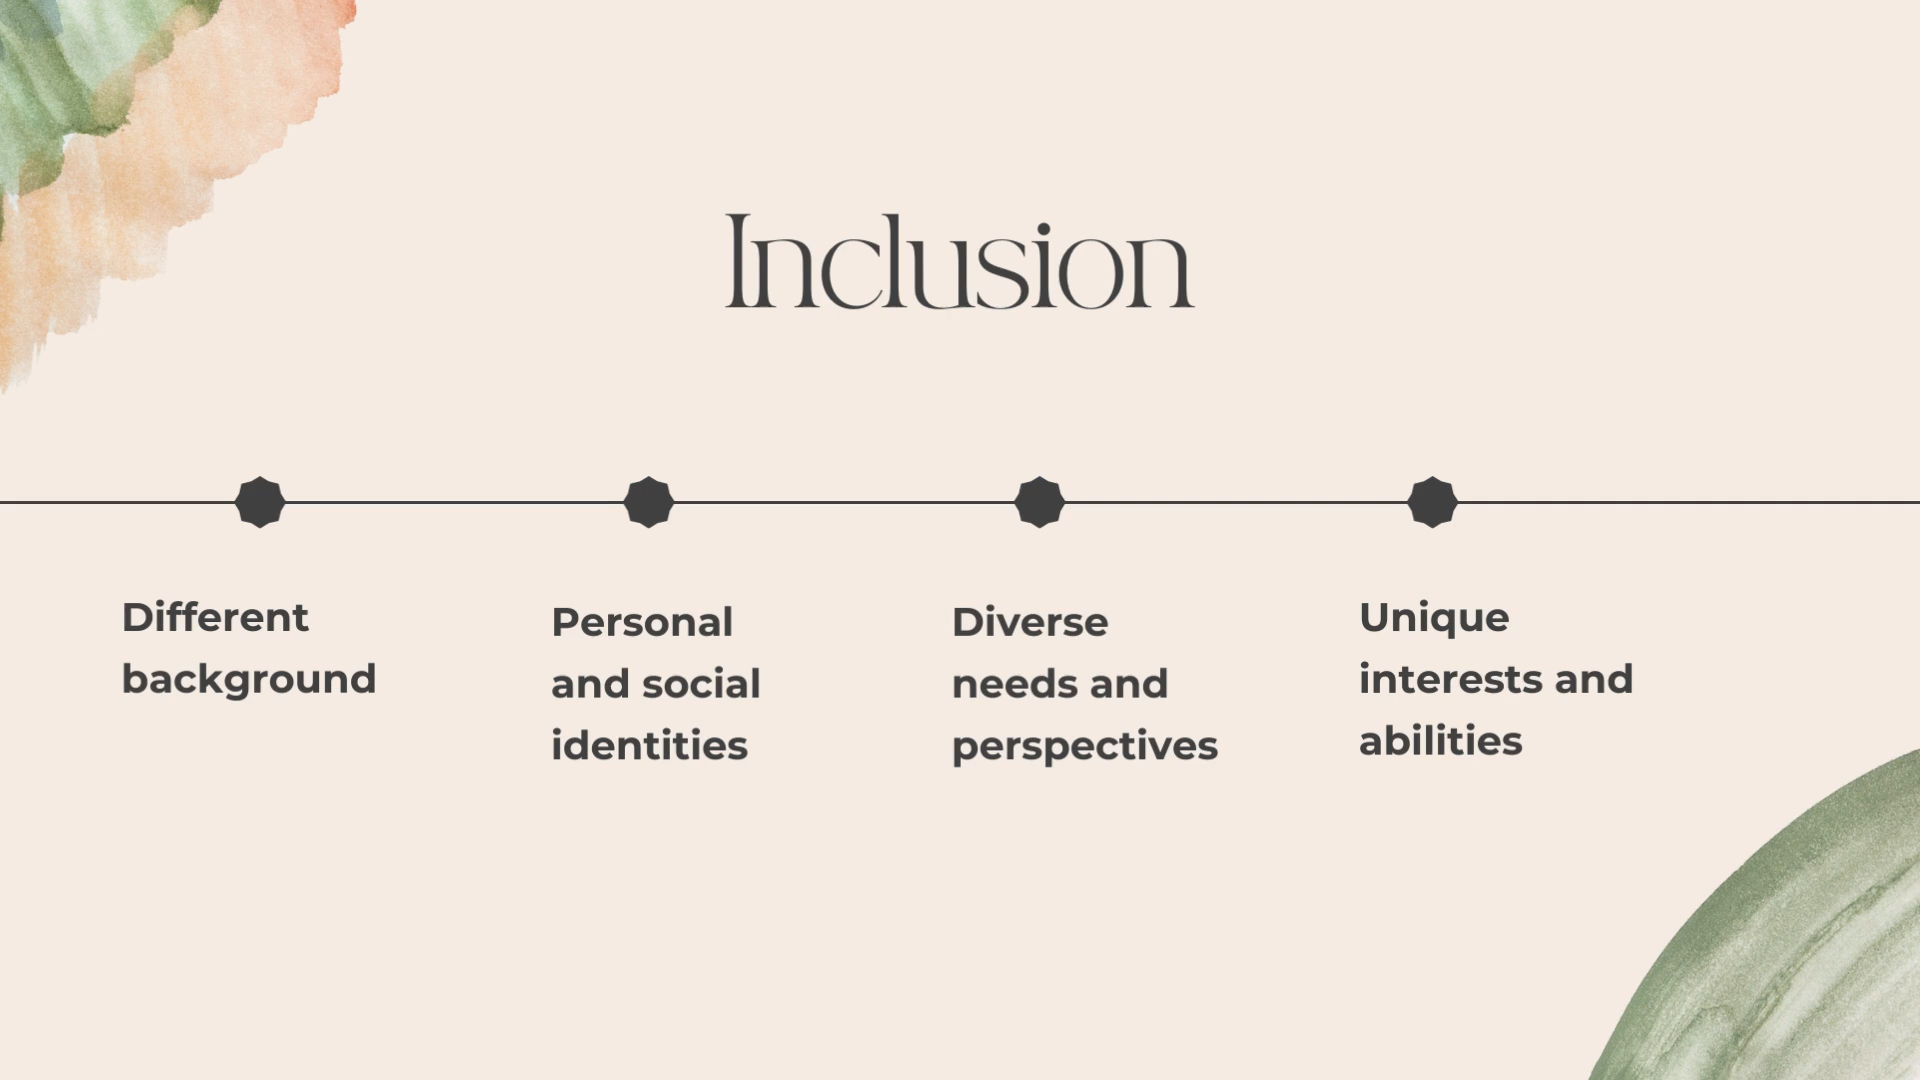 Inclusion
Different
background
Personal
and social
identities
Diverse
needs and
perspectives
Unique
interests and
abilities